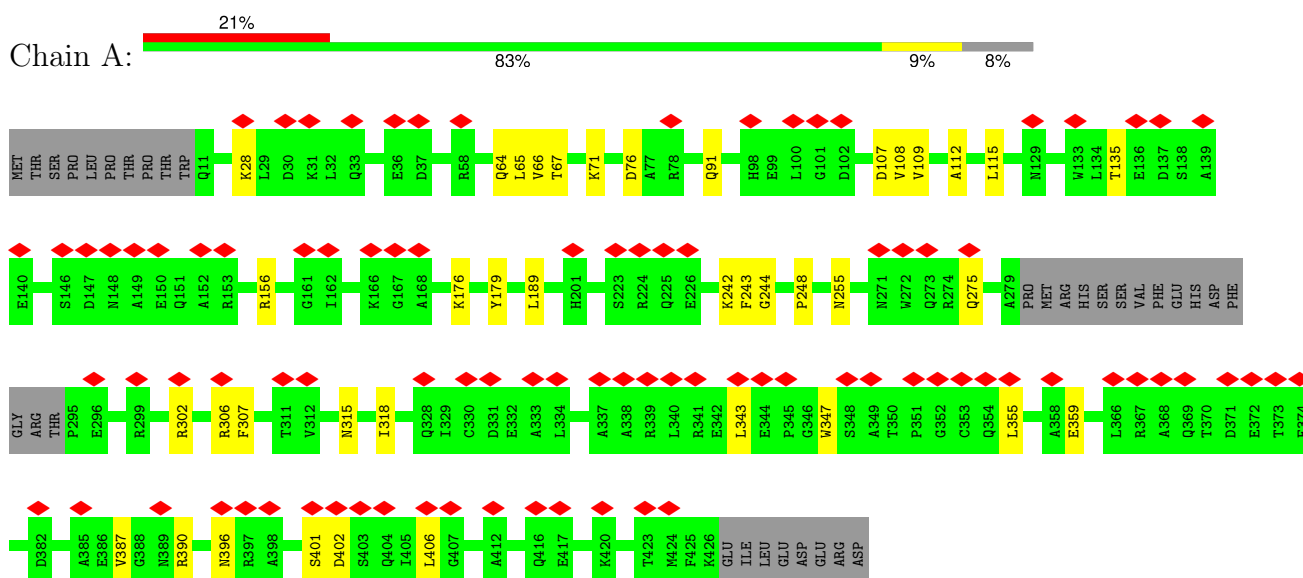 21%
Chain A:
83% 9% 8%
MET THR SER PRO LEU PRO THR PRO THR TRP Q11 K28 L29 D30 K31 L32 Q33 E36 D37 R58 Q64 L65 V66 T67 K71 D76 A77 R78 Q91 H98 E99 L100 G101 D102 D107 V108 V109 A112 L115 N129 W133 L134 T135 E136 D137 S138 A139
E140 S146 D147 N148 A149 E150 Q151 A152 R153 R156 G161 I162 K166 G167 A168 K176 Y179 L189 H201 S223 R224 Q225 E226 K242 F243 G244 P248 N255 N271 W272 Q273 R274 Q275 A279 PRO MET ARG HIS SER SER VAL PHE GLU HIS ASP PHE
GLY ARG THR P295 E296 R299 R302 R306 F307 T311 V312 N315 I318 Q328 I329 C330 D331 E332 A333 L334 A337 A338 R339 L340 R341 E342 L343 E344 P345 G346 W347 S348 A349 T350 P351 G352 C353 Q354 L355 A358 E359 L366 R367 A368 Q369 T370 D371 E372 T373 E374
D382 A385 E386 V387 G388 N389 R390 N396 R397 A398 S401 D402 S403 Q404 I405 L406 G407 A412 Q416 E417 K420 T423 M424 F425 K426 GLU ILE LEU GLU ASP GLU ARG ASP